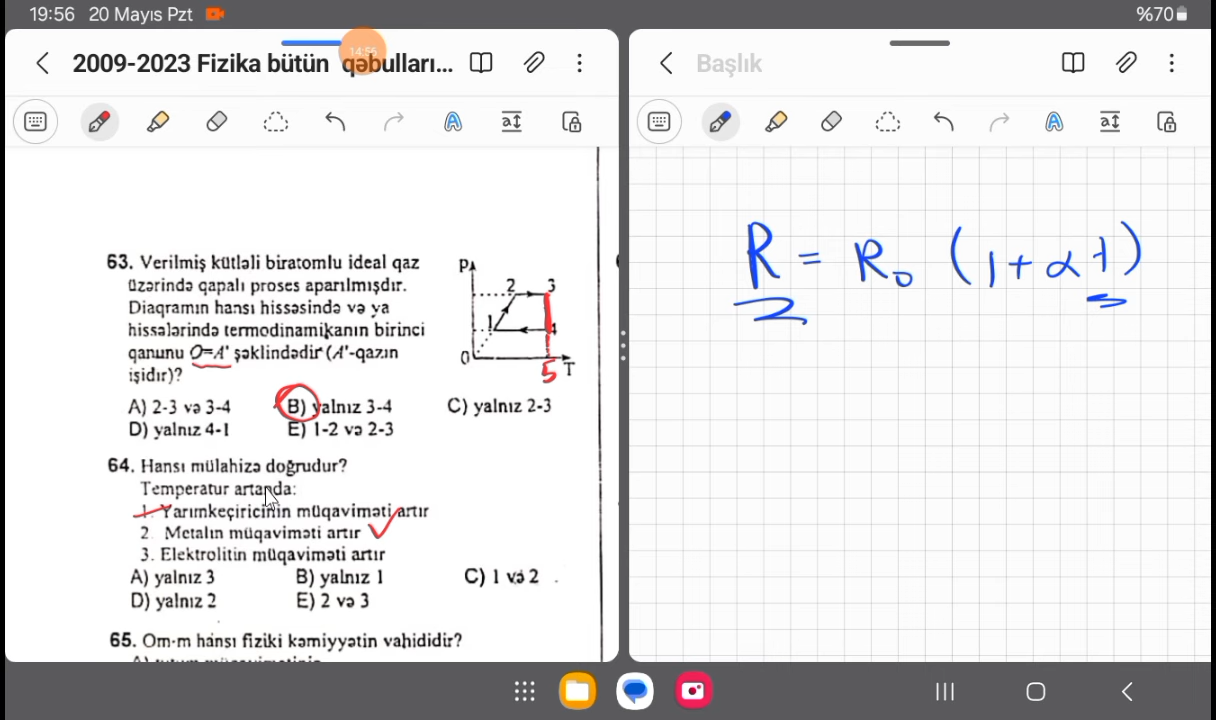 19:56 20 Mayıs Pzt %70
14:56
2009-2023 Fizika bütün qəbulları...
63. Verilmiş kütləli biratomlu ideal qaz
üzərində qapalı proses aparılmışdır.
Diaqramın hansı hissəsində və ya
hissələrində termodinamikanın birinci
qanunu Q=A' şəklindədir (A'-qazın
işidir)?
P
2 3
1 4
0 5 T
A) 2-3 və 3-4 B) yalnız 3-4 C) yalnız 2-3
D) yalnız 4-1 E) 1-2 və 2-3
64. Hansı mülahizə doğrudur?
Temperatur artanda:
1. Yarımkeçiricinin müqaviməti artır
2. Metalın müqaviməti artır
3. Elektrolitin müqaviməti artır
A) yalnız 3 B) yalnız 1 C) 1 və 2
D) yalnız 2 E) 2 və 3
65. Om·m hansı fiziki kəmiyyətin vahididir?
Başlık
R = R₀ (1+αt)